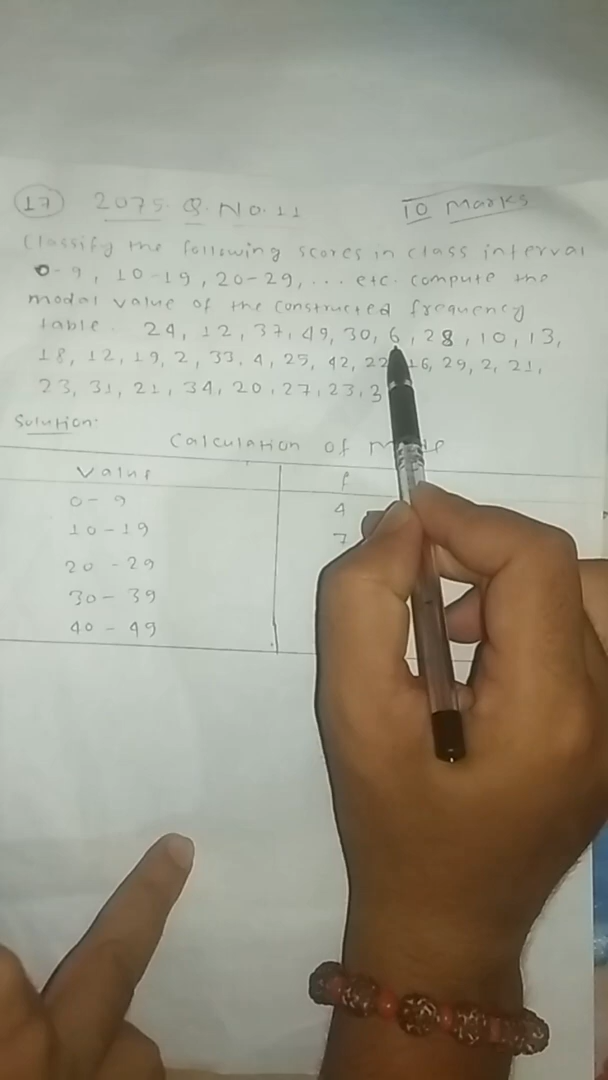 17 2075. Q. No. 11 10 Marks
Classify the following scores in class interval
0-9, 10-19, 20-29, ... etc. compute the
modal value of the constructed frequency
table. 24, 12, 37, 49, 30, 6, 28, 10, 13,
18, 12, 19, 2, 33, 4, 25, 42, 22 16, 29, 2, 21,
23, 31, 21, 34, 20, 27, 23, 3
Solution:
Calculation of
Value f
0-9 4
10-19 7
20-29
30-39
40-49